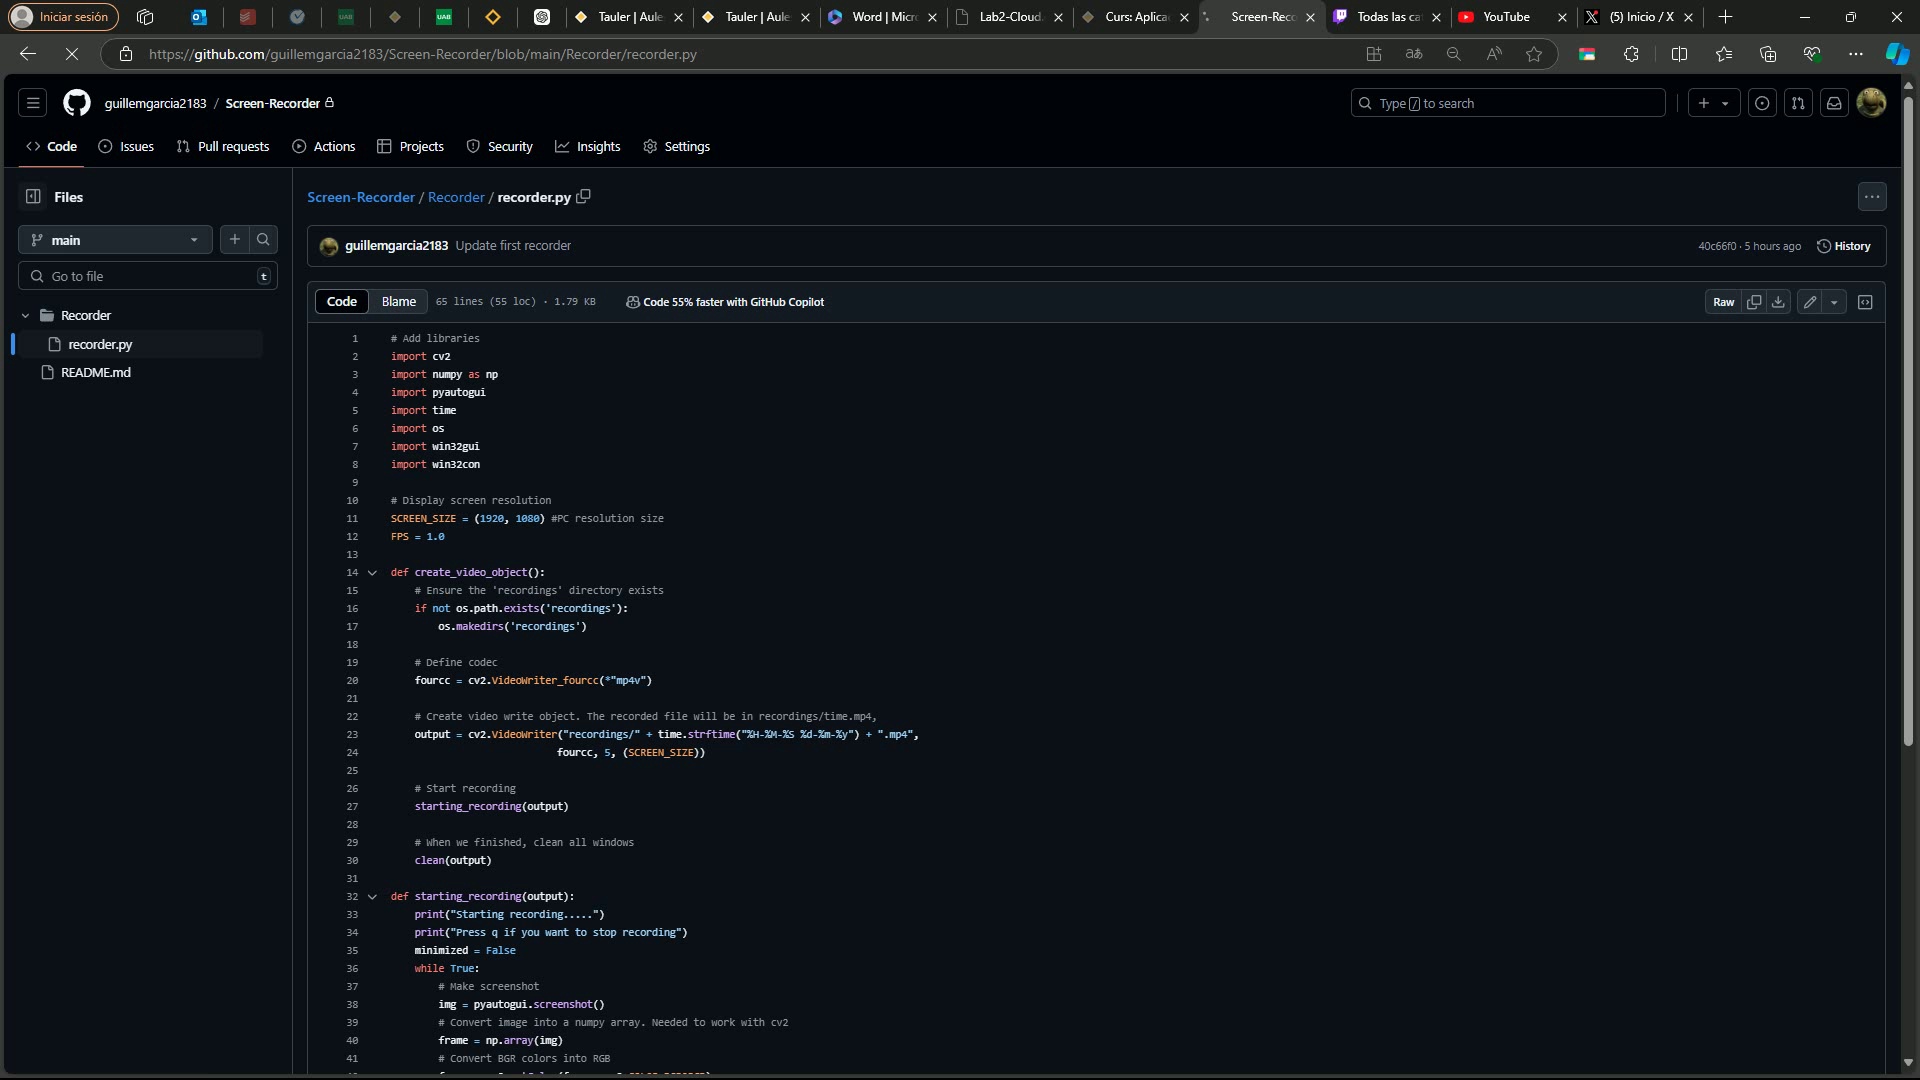 Iniciar sesión
UAB
UAB
Tauler | Aule
Tauler | Aule
Word | Micr
Lab2-Cloud.
Curs: Aplica
Screen-Reco
Todas las ca
YouTube
(5) Inicio / X
https://github.com/guillemgarcia2183/Screen-Recorder/blob/main/Recorder/recorder.py
guillemgarcia2183 / Screen-Recorder
Type / to search
Code
Issues
Pull requests
Actions
Projects
Security
Insights
Settings
Files
main
Go to file
t
Recorder
recorder.py
README.md
Screen-Recorder / Recorder / recorder.py
guillemgarcia2183 Update first recorder
40c66f0 · 5 hours ago
History
Code
Blame
65 lines (55 loc) · 1.79 KB
Code 55% faster with GitHub Copilot
Raw
1 # Add libraries
2 import cv2
3 import numpy as np
4 import pyautogui
5 import time
6 import os
7 import win32gui
8 import win32con
9
10 # Display screen resolution
11 SCREEN_SIZE = (1920, 1080) #PC resolution size
12 FPS = 1.0
13
14 def create_video_object():
15 # Ensure the 'recordings' directory exists
16 if not os.path.exists('recordings'):
17 os.makedirs('recordings')
18
19 # Define codec
20 fourcc = cv2.VideoWriter_fourcc(*"mp4v")
21
22 # Create video write object. The recorded file will be in recordings/time.mp4,
23 output = cv2.VideoWriter("recordings/" + time.strftime("%H-%M-%S %d-%m-%y") + ".mp4",
24 fourcc, 5, (SCREEN_SIZE))
25
26 # Start recording
27 starting_recording(output)
28
29 # When we finished, clean all windows
30 clean(output)
31
32 def starting_recording(output):
33 print("Starting recording.....")
34 print("Press q if you want to stop recording")
35 minimized = False
36 while True:
37 # Make screenshot
38 img = pyautogui.screenshot()
39 # Convert image into a numpy array. Needed to work with cv2
40 frame = np.array(img)
41 # Convert BGR colors into RGB